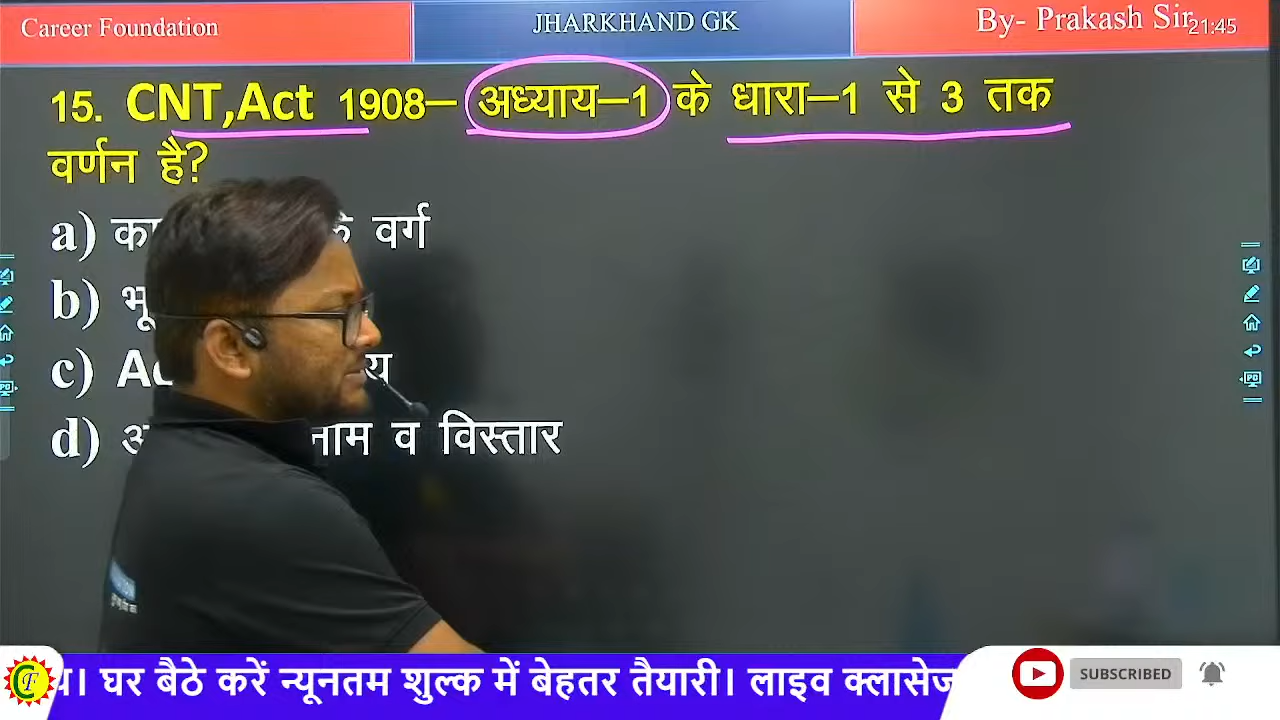 Career Foundation
JHARKHAND GK
By- Prakash Sir
21:45
15. CNT,Act 1908– अध्याय–1 के धारा–1 से 3 तक
वर्णन है?
a) वर्ग
b)
c)
d) नाम व विस्तार
घर बैठे करें न्यूनतम शुल्क में बेहतर तैयारी। लाइव क्लासेज
SUBSCRIBED